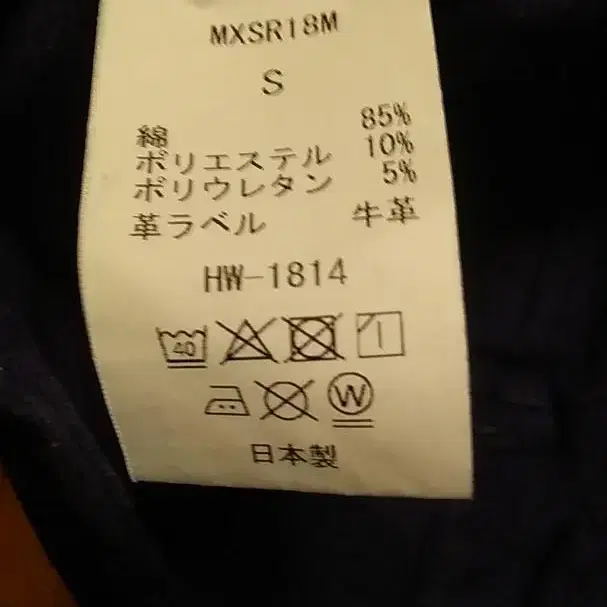 MXSR18M
S
綿 85%
ポリエステル 10%
ポリウレタン 5%
革ラベル 牛革
HW-1814
40
W
日本製